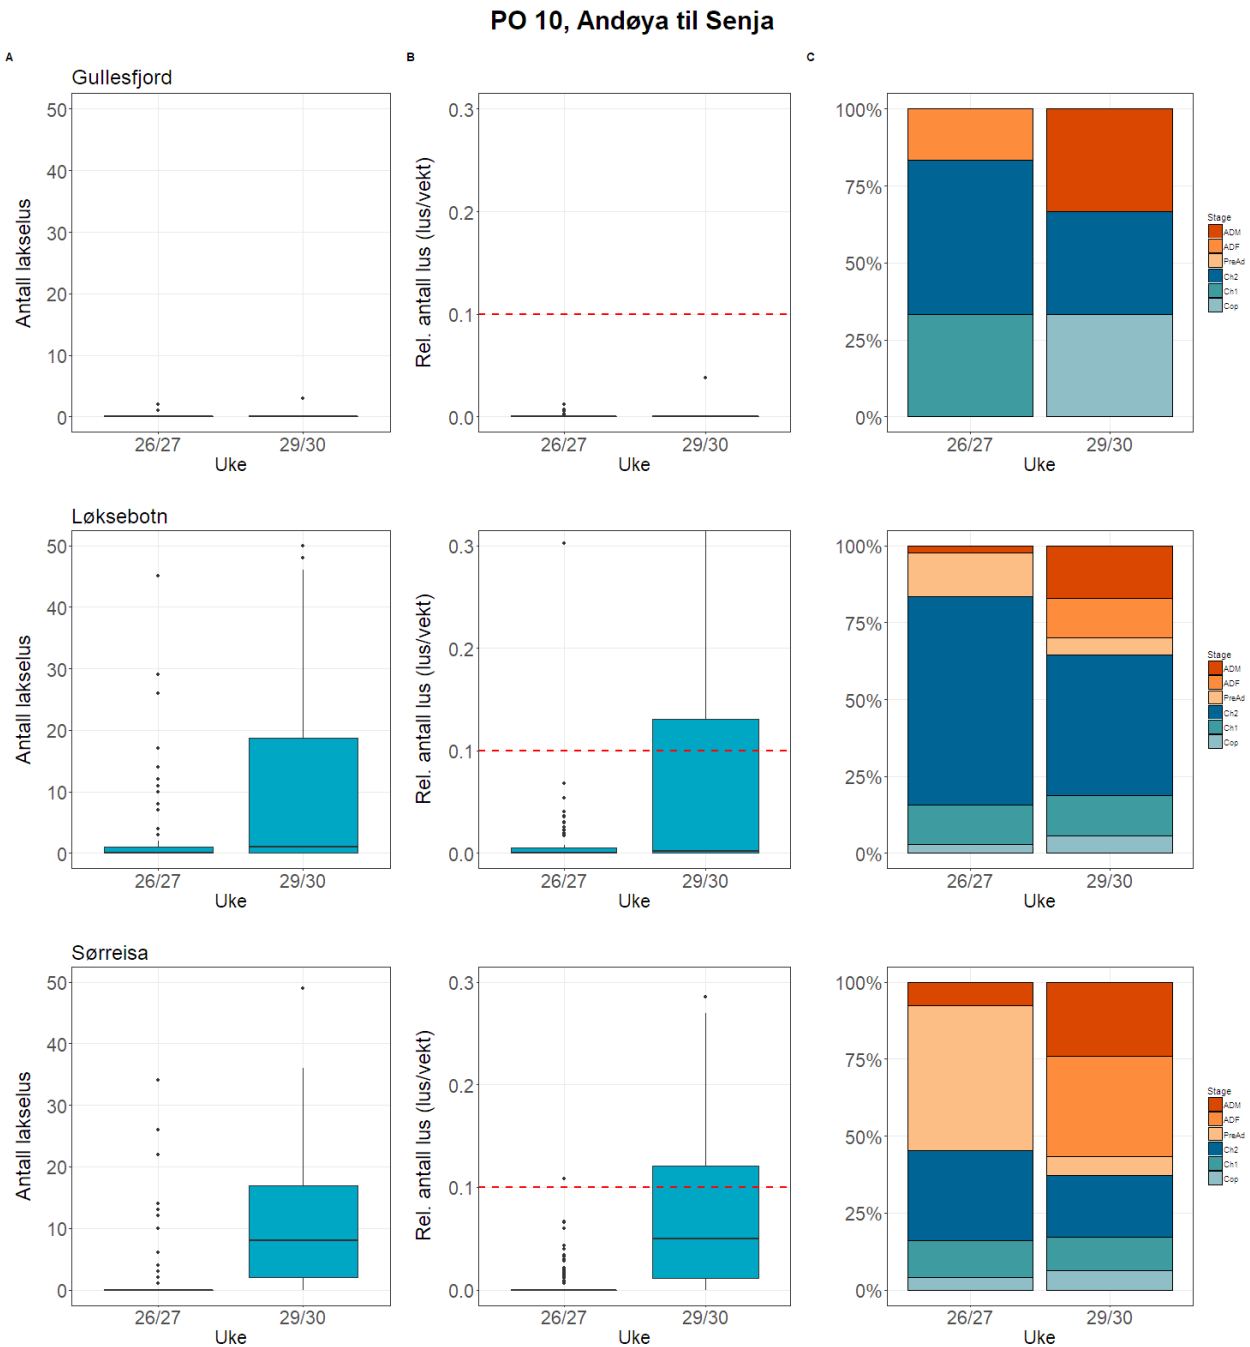 PO 10, Andøya til Senja
A
B
C
Gullesfjord
Antall lakselus
50
40
30
20
10
0
26/27
29/30
Uke
Rel. antall lus (lus/vekt)
0.3
0.2
0.1
0.0
26/27
29/30
Uke
100%
75%
50%
25%
0%
26/27
29/30
Uke
Stage
ADM
ADF
PreAd
Ch2
Ch1
Cop
Løksebotn
Antall lakselus
50
40
30
20
10
0
26/27
29/30
Uke
Rel. antall lus (lus/vekt)
0.3
0.2
0.1
0.0
26/27
29/30
Uke
100%
75%
50%
25%
0%
26/27
29/30
Uke
Stage
ADM
ADF
PreAd
Ch2
Ch1
Cop
Sørreisa
Antall lakselus
50
40
30
20
10
0
26/27
29/30
Uke
Rel. antall lus (lus/vekt)
0.3
0.2
0.1
0.0
26/27
29/30
Uke
100%
75%
50%
25%
0%
26/27
29/30
Uke
Stage
ADM
ADF
PreAd
Ch2
Ch1
Cop